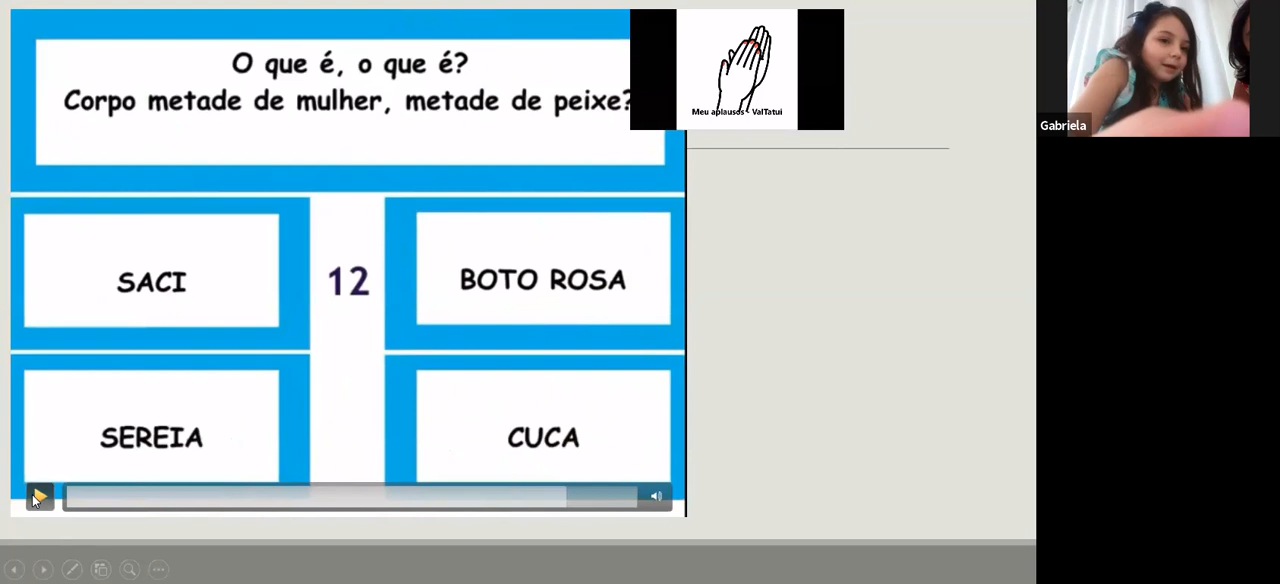 O que é, o que é?
Corpo metade de mulher, metade de peixe?
SACI
12
BOTO ROSA
SEREIA
CUCA
Meu aplausos - ValTatui
Gabriela